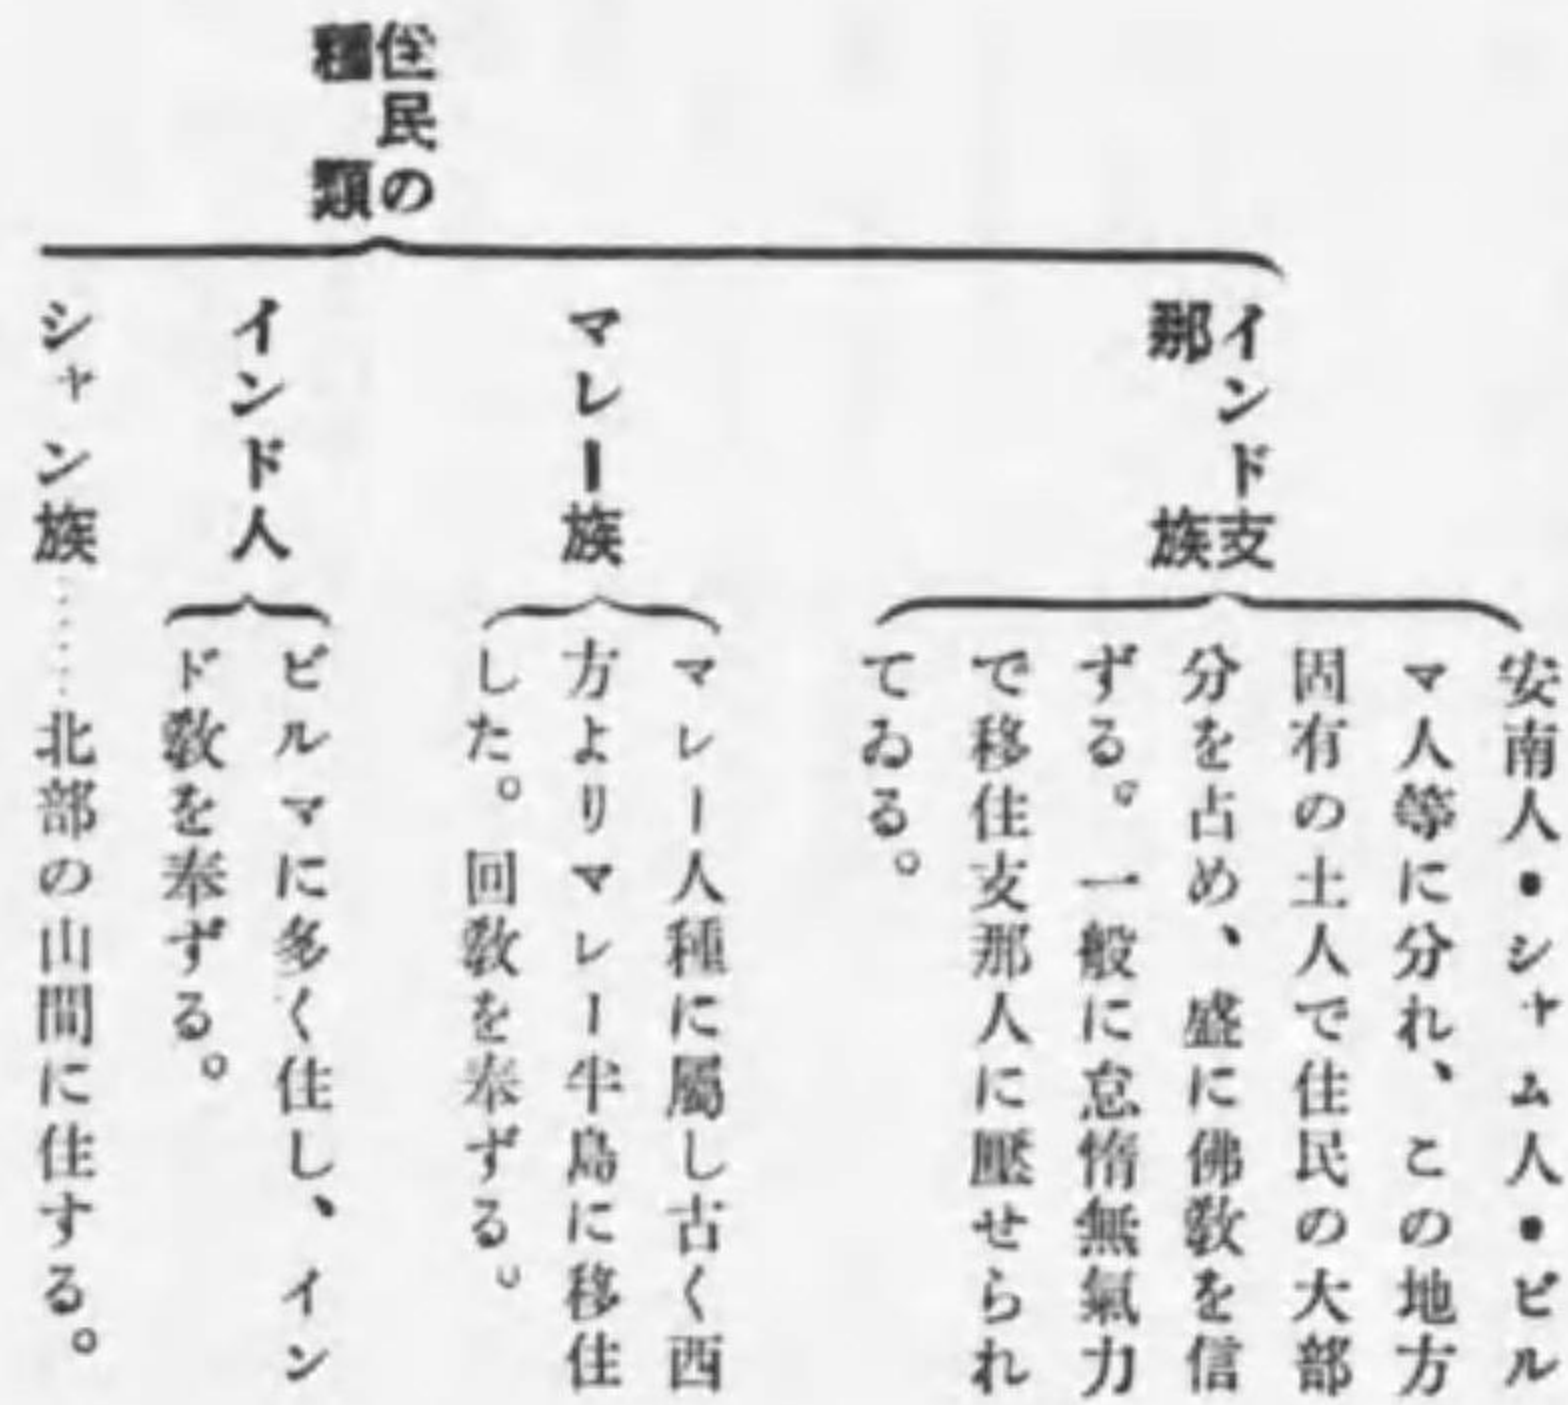 住民の
種類
インド支
那族
安南人・シャム人・ビル
マ人等に分れ、この地方
固有の土人で住民の大部
分を占め、盛に佛敎を信
ずる。一般に怠惰無氣力
で移住支那人に壓せられ
てゐる。
マレー族
マレー人種に屬し古く西
方よりマレー半島に移住
した。回敎を奉ずる。
インド人
ビルマに多く住し、イン
ド敎を奉ずる。
シャン族……北部の山間に住する。